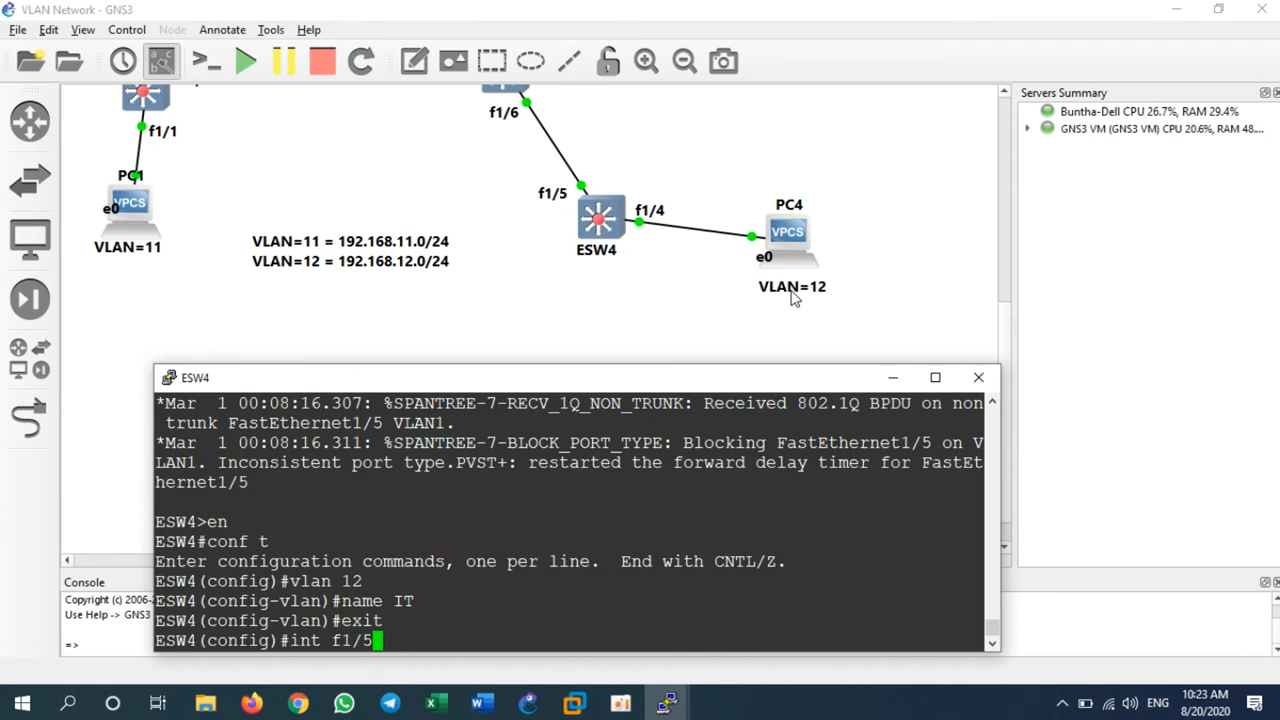 VLAN Network - GNS3
File Edit View Control Node Annotate Tools Help
Servers Summary
Buntha-Dell CPU 26.7%, RAM 29.4%
GNS3 VM (GNS3 VM) CPU 20.6%, RAM 48....
f1/1
f1/6
PC1
VPCS
e0
VLAN=11
VLAN=11 = 192.168.11.0/24
VLAN=12 = 192.168.12.0/24
f1/5
f1/4
ESW4
PC4
VPCS
e0
VLAN=12
ESW4
*Mar 1 00:08:16.307: %SPANTREE-7-RECV_1Q_NON_TRUNK: Received 802.1Q BPDU on non
trunk FastEthernet1/5 VLAN1.
*Mar 1 00:08:16.311: %SPANTREE-7-BLOCK_PORT_TYPE: Blocking FastEthernet1/5 on V
LAN1. Inconsistent port type.PVST+: restarted the forward delay timer for FastEt
hernet1/5
ESW4>en
ESW4#conf t
Enter configuration commands, one per line. End with CNTL/Z.
ESW4(config)#vlan 12
ESW4(config-vlan)#name IT
ESW4(config-vlan)#exit
ESW4(config)#int f1/5
Console
Copyright (c) 2006-
Use Help -> GNS3
=>
ENG
10:23 AM
8/20/2020